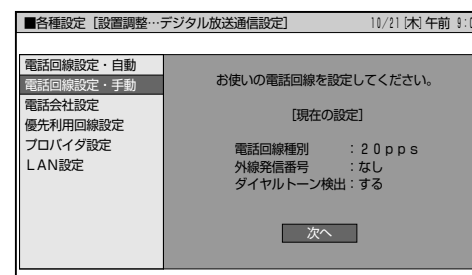 ■各種設定［設置調整…デジタル放送通信設定］ 10/21［木］午前 9:0
電話回線設定・自動
電話回線設定・手動
電話会社設定
優先利用回線設定
プロバイダ設定
ＬＡＮ設定
お使いの電話回線を設定してください。
［現在の設定］
電話回線種別 ：２０ｐｐｓ
外線発信番号 ：なし
ダイヤルトーン検出：する
次へ